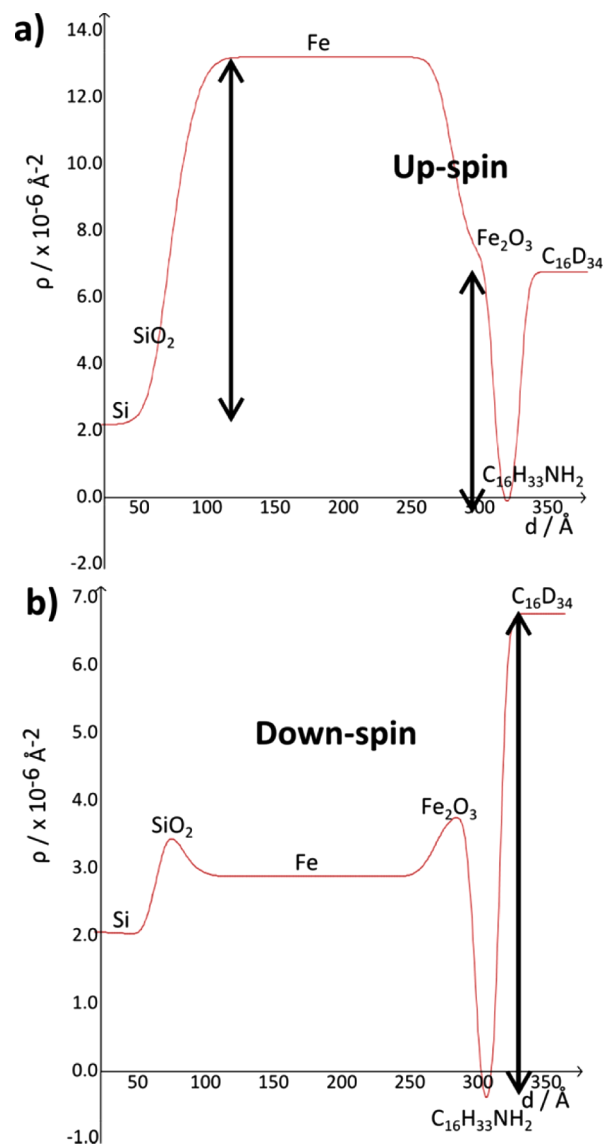 a)
14.0
12.0
10.0
8.0
6.0
4.0
2.0
0.0
-2.0
ρ / x 10⁻⁶ Å⁻²
Fe
Up-spin
Fe₂O₃
C₁₆D₃₄
SiO₂
Si
C₁₆H₃₃NH₂
50 100 150 200 250 300 350
d / Å
b)
7.0
6.0
5.0
4.0
3.0
2.0
1.0
0.0
-1.0
ρ / x 10⁻⁶ Å⁻²
C₁₆D₃₄
Down-spin
SiO₂
Fe₂O₃
Fe
Si
50 100 150 200 250 300 350
d / Å
C₁₆H₃₃NH₂